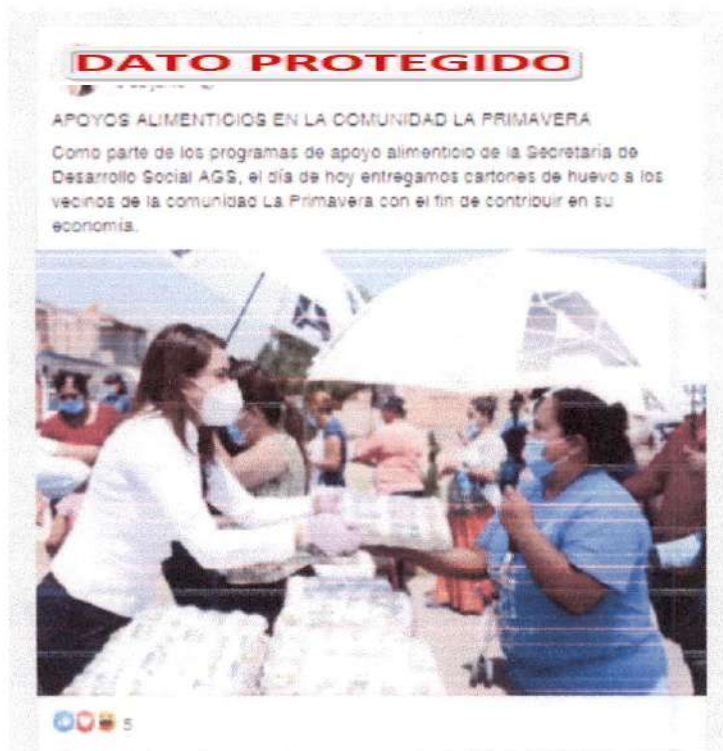 DATO PROTEGIDO
APOYOS ALIMENTICIOS EN LA COMUNIDAD LA PRIMAVERA
Como parte de los programas de apoyo alimenticio de la Secretaría de
Desarrollo Social AGS, el día de hoy entregamos cartones de huevo a los
vecinos de la comunidad La Primavera con el fin de contribuir en su
economía.
5